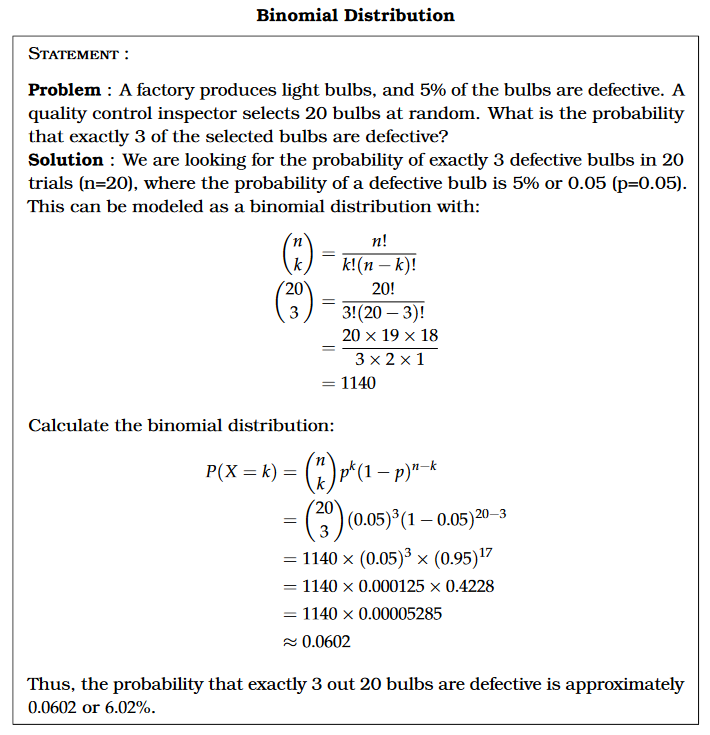 Binomial Distribution
STATEMENT :
Problem : A factory produces light bulbs, and 5% of the bulbs are defective. A
quality control inspector selects 20 bulbs at random. What is the probability
that exactly 3 of the selected bulbs are defective?
Solution : We are looking for the probability of exactly 3 defective bulbs in 20
trials (n=20), where the probability of a defective bulb is 5% or 0.05 (p=0.05).
This can be modeled as a binomial distribution with:
\binom{n}{k} = \frac{n!}{k!(n-k)!}
\binom{20}{3} = \frac{20!}{3!(20-3)!}
= \frac{20 \times 19 \times 18}{3 \times 2 \times 1}
= 1140
Calculate the binomial distribution:
P(X = k) = \binom{n}{k} p^k (1-p)^{n-k}
= \binom{20}{3} (0.05)^3 (1-0.05)^{20-3}
= 1140 × (0.05)^3 × (0.95)^{17}
= 1140 × 0.000125 × 0.4228
= 1140 × 0.00005285
≈ 0.0602
Thus, the probability that exactly 3 out 20 bulbs are defective is approximately
0.0602 or 6.02%.